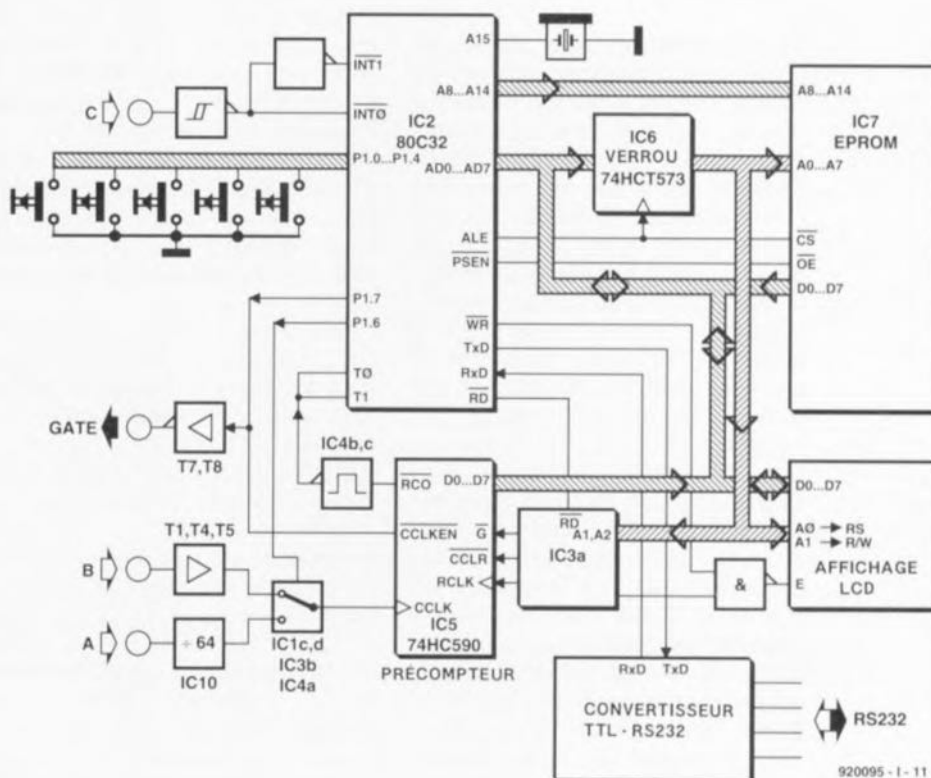 A15
INT1
A8...A14
A8...A14
C
INTØ
IC2
80C32
IC6
VERROU
74HCT573
IC7
EPROM
P1.0...P1.4
AD0...AD7
A0...A7
ALE
CS
PSEN
OE
D0...D7
P1.7
P1.6
WR
TxD
TØ
RxD
T1
RD
GATE
T7,T8
IC4b,c
RCO
D0...D7
D0...D7
RD
A1,A2
AØ → RS
A1 → R/W
T1,T4,T5
CCLKEN
G
IC3a
CCLR
AFFICHAGE
LCD
B
RCLK
&
E
CCLK
IC5
74HC590
A
÷ 64
IC10
IC1c,d
IC3b
IC4a
PRÉCOMPTEUR
RxD
TxD
CONVERTISSEUR
TTL - RS232
RS232
920095 - I - 11